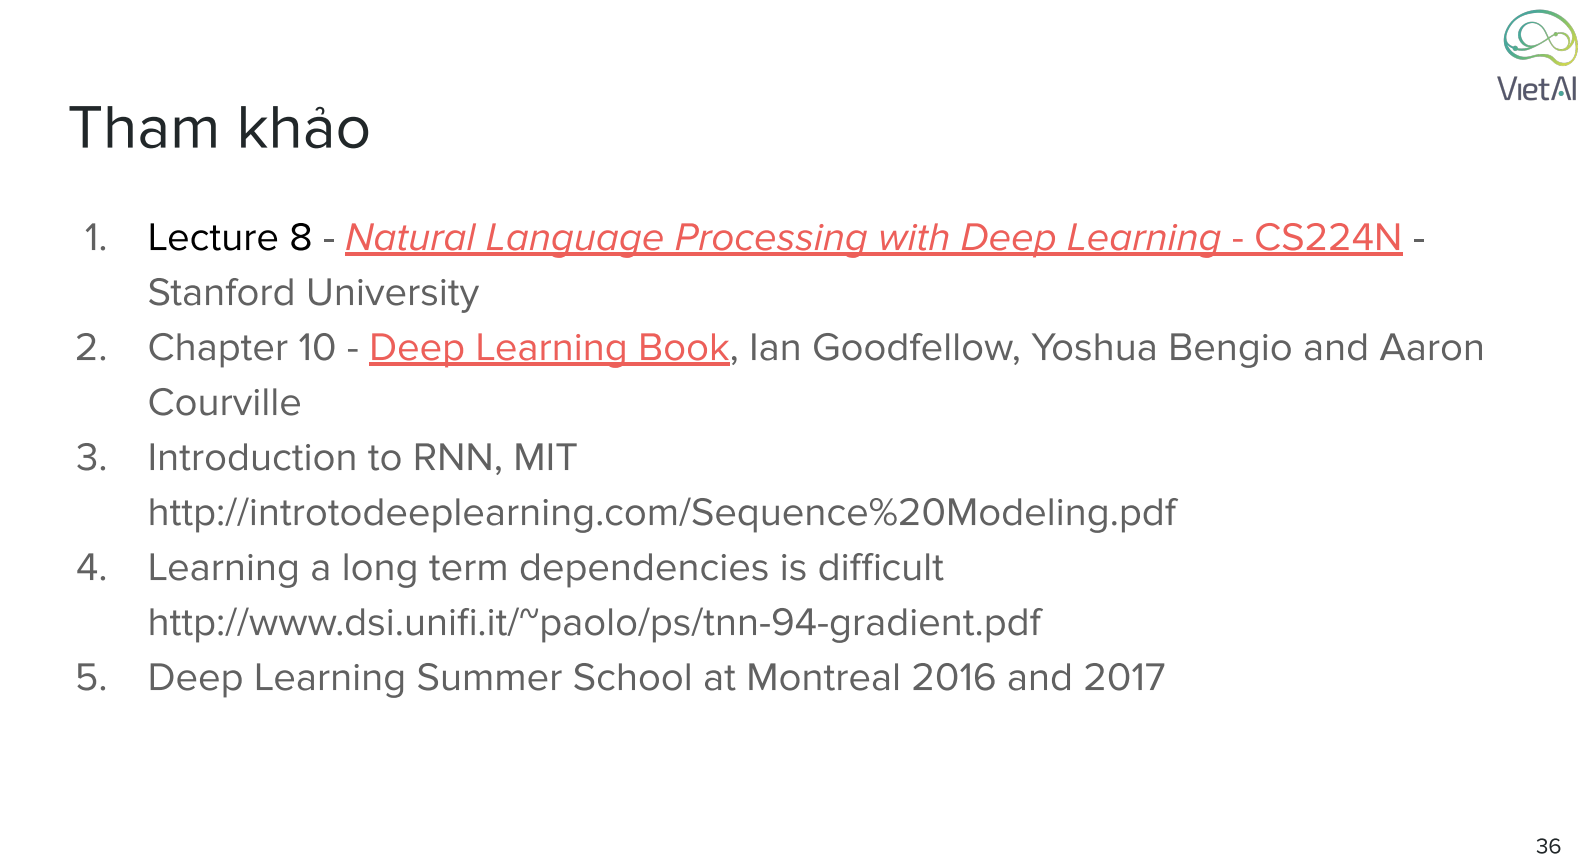 VietAI
Tham khảo
1. Lecture 8 - Natural Language Processing with Deep Learning - CS224N -
Stanford University
2. Chapter 10 - Deep Learning Book, Ian Goodfellow, Yoshua Bengio and Aaron
Courville
3. Introduction to RNN, MIT
http://introtodeeplearning.com/Sequence%20Modeling.pdf
4. Learning a long term dependencies is difficult
http://www.dsi.unifi.it/~paolo/ps/tnn-94-gradient.pdf
5. Deep Learning Summer School at Montreal 2016 and 2017
36